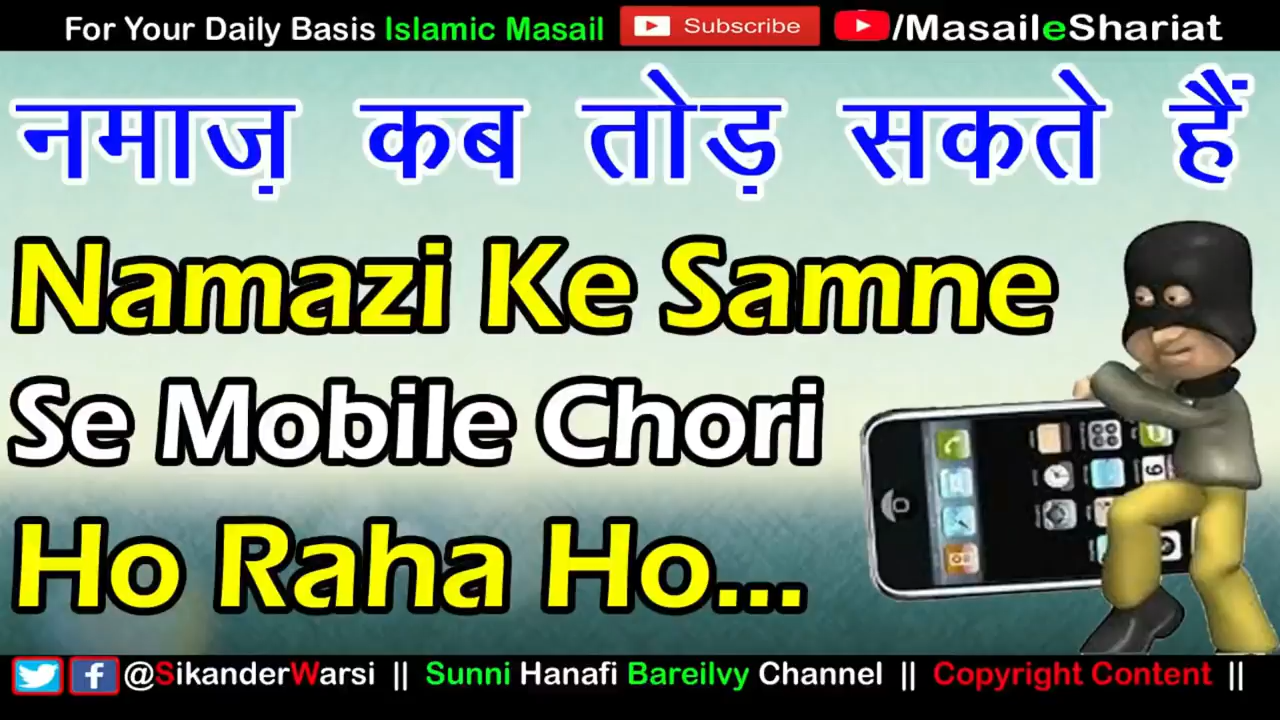 For Your Daily Basis Islamic Masail Subscribe /MasaileShariat
नमाज़ कब तोड़ सकते हैं
Namazi Ke Samne
Se Mobile Chori
Ho Raha Ho...
@SikanderWarsi || Sunni Hanafi Bareilvy Channel || Copyright Content ||